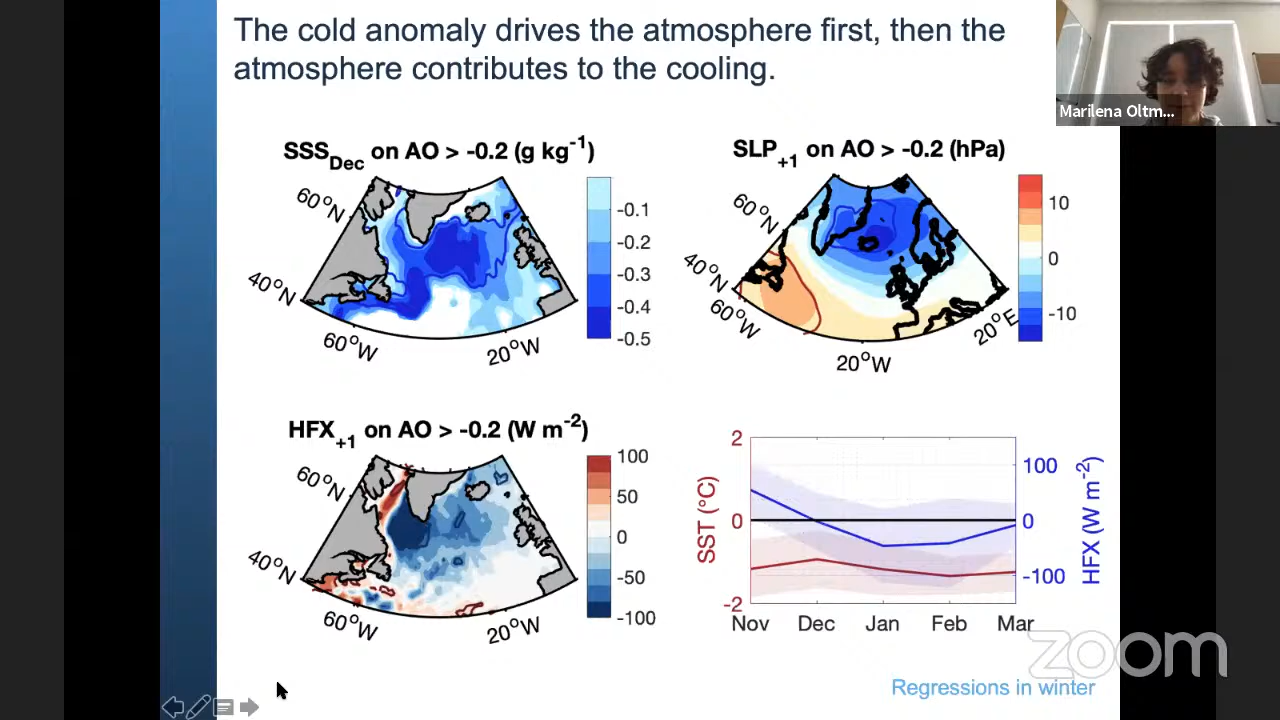 The cold anomaly drives the atmosphere first, then the
atmosphere contributes to the cooling.
Marilena Oltm...
SSS_Dec on AO > -0.2 (g kg⁻¹)
60°N
40°N
60°W
20°W
-0.1
-0.2
-0.3
-0.4
-0.5
SLP₊₁ on AO > -0.2 (hPa)
60°N
40°N
60°W
20°W
20°E
10
0
-10
HFX₊₁ on AO > -0.2 (W m⁻²)
60°N
40°N
60°W
20°W
100
50
0
-50
-100
SST (°C)
2
0
-2
Nov Dec Jan Feb Mar
100
0
-100
HFX (W m⁻²)
zoom
Regressions in winter